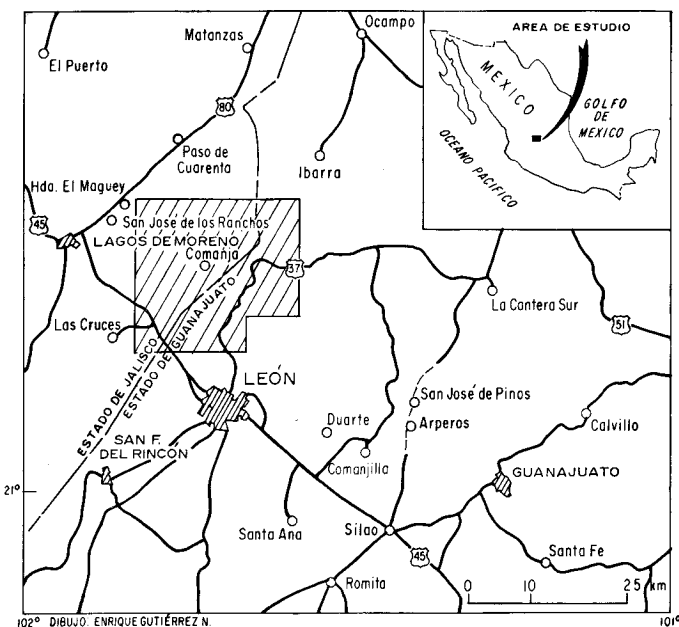 Ocampo
Matanzas
El Puerto
80
Paso de
Cuarenta
Ibarra
Hda. El Maguey
45
San José de los Ranchos
LAGOS DE MORENO
Comanja
37
AREA DE ESTUDIO
MEXICO
GOLFO
DE
MEXICO
OCEANO PACIFICO
La Cantera Sur
51
Las Cruces
ESTADO DE JALISCO
ESTADO DE GUANAJUATO
LEÓN
SAN F.
DEL RINCÓN
Duarte
Comanjilla
San José de Pinos
Arperos
Calvillo
GUANAJUATO
21°
Santa Ana
Silao
45
Santa Fe
Romita
0 10 25 km
102° DIBUJO. ENRIQUE GUTIÉRREZ N.
101°